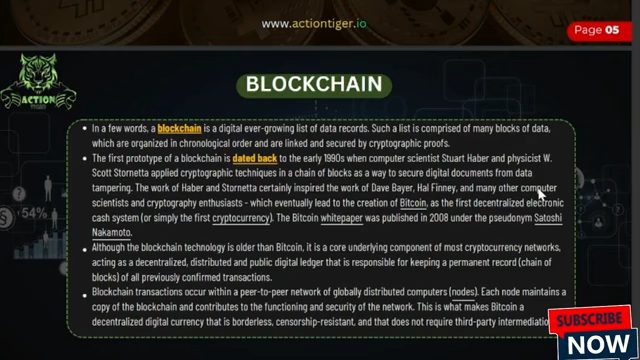 www.actiontiger.io
Page 05
ACTION
TIGER
BLOCKCHAIN
54%
In a few words, a blockchain is a digital ever-growing list of data records. Such a list is comprised of many blocks of data,
which are organized in chronological order and are linked and secured by cryptographic proofs.
The first prototype of a blockchain is dated back to the early 1990s when computer scientist Stuart Haber and physicist W.
Scott Stornetta applied cryptographic techniques in a chain of blocks as a way to secure digital documents from data
tampering. The work of Haber and Stornetta certainly inspired the work of Dave Bayer, Hal Finney, and many other computer
scientists and cryptography enthusiasts - which eventually lead to the creation of Bitcoin, as the first decentralized electronic
cash system (or simply the first cryptocurrency). The Bitcoin whitepaper was published in 2008 under the pseudonym Satoshi
Nakamoto.
Although the blockchain technology is older than Bitcoin, it is a core underlying component of most cryptocurrency networks,
acting as a decentralized, distributed and public digital ledger that is responsible for keeping a permanent record (chain of
blocks) of all previously confirmed transactions.
Blockchain transactions occur within a peer-to-peer network of globally distributed computers (nodes). Each node maintains a
copy of the blockchain and contributes to the functioning and security of the network. This is what makes Bitcoin a
decentralized digital currency that is borderless, censorship-resistant, and that does not require third-party
SUBSCRIBE
NOW